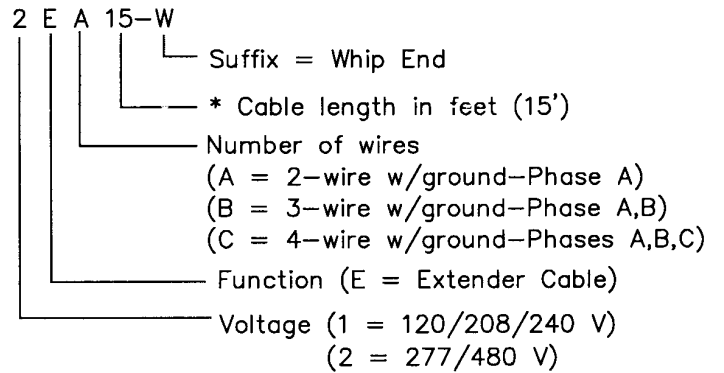 2 E A 15-W
Suffix = Whip End
* Cable length in feet (15')
Number of wires
(A = 2-wire w/ground-Phase A)
(B = 3-wire w/ground-Phase A,B)
(C = 4-wire w/ground-Phases A,B,C)
Function (E = Extender Cable)
Voltage (1 = 120/208/240 V)
(2 = 277/480 V)